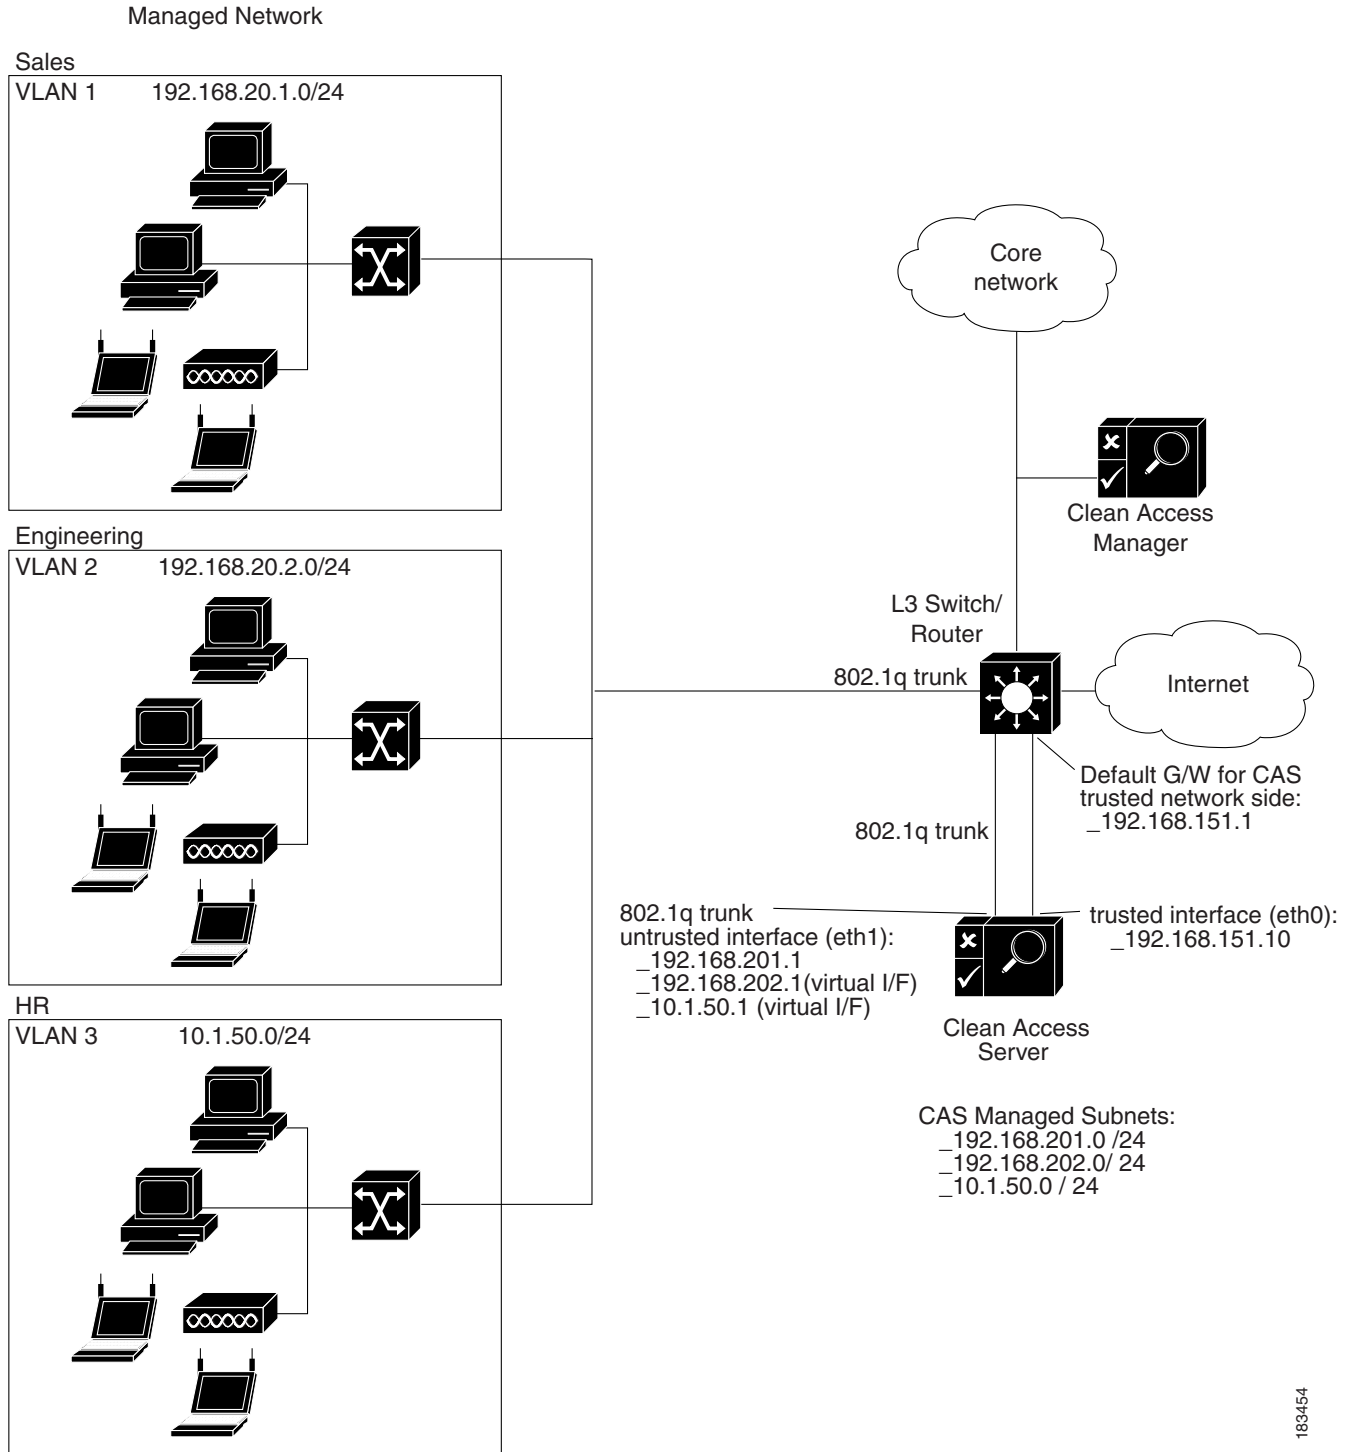 Managed Network
Sales
VLAN 1 192.168.20.1.0/24
Engineering
VLAN 2 192.168.20.2.0/24
HR
VLAN 3 10.1.50.0/24
Core
network
Clean Access
Manager
L3 Switch/
Router
802.1q trunk
Internet
Default G/W for CAS
trusted network side:
_192.168.151.1
802.1q trunk
802.1q trunk
untrusted interface (eth1):
_192.168.201.1
_192.168.202.1(virtual I/F)
_10.1.50.1 (virtual I/F)
trusted interface (eth0):
_192.168.151.10
Clean Access
Server
CAS Managed Subnets:
_192.168.201.0 /24
_192.168.202.0/ 24
_10.1.50.0 / 24
183454